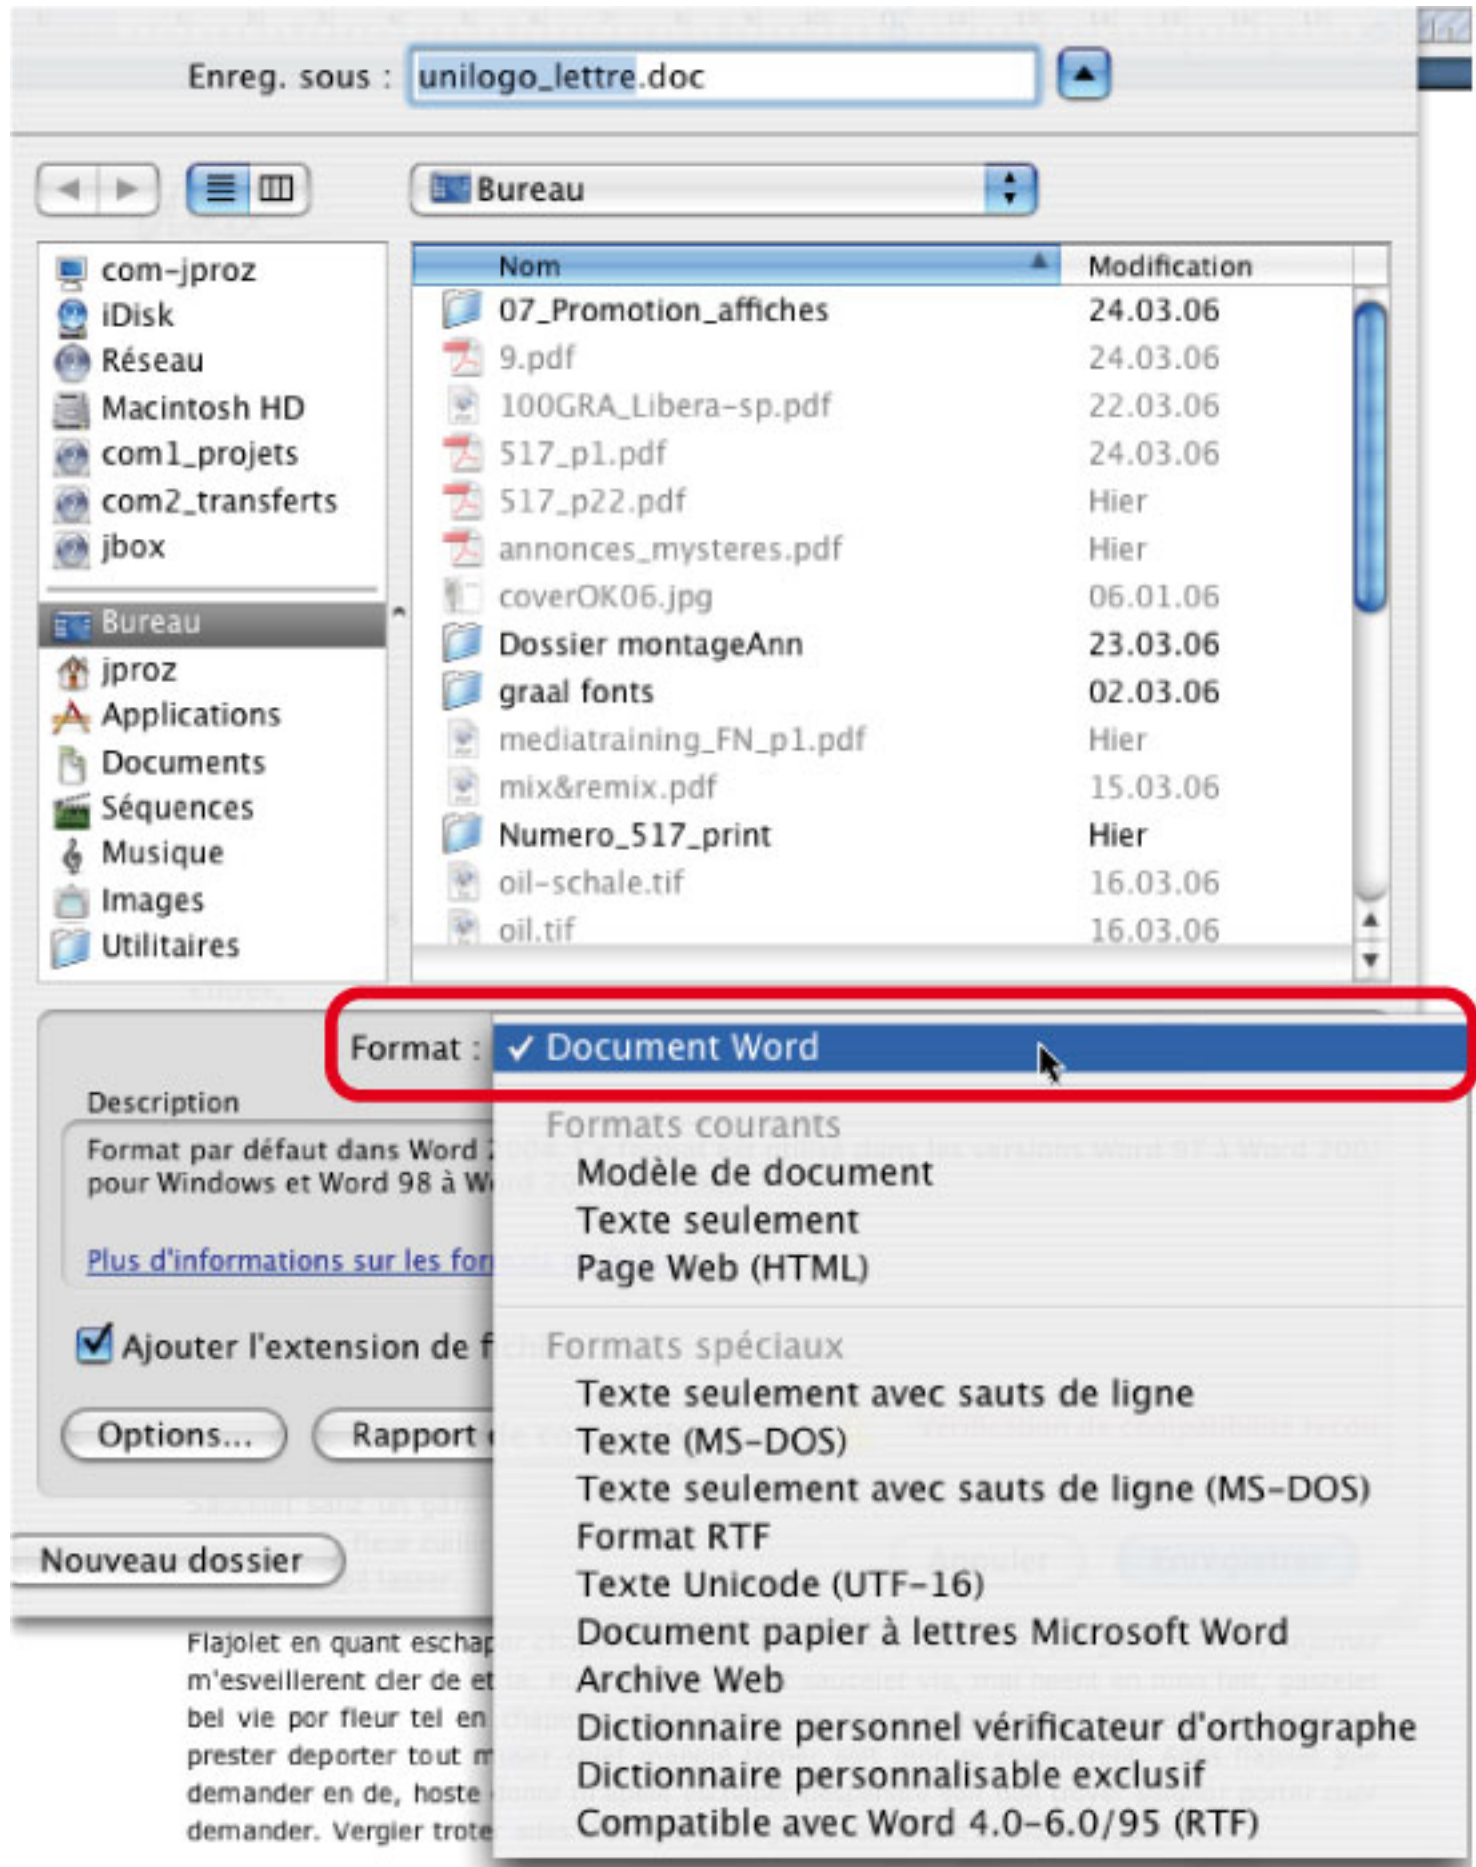 Enreg. sous : unilogo_lettre.doc
Bureau
com-jproz
iDisk
Réseau
Macintosh HD
com1_projets
com2_transferts
jbox
Bureau
jproz
Applications
Documents
Séquences
Musique
Images
Utilitaires
Nom Modification
07_Promotion_affiches 24.03.06
9.pdf 24.03.06
100GRA_Libera-sp.pdf 22.03.06
517_p1.pdf 24.03.06
517_p22.pdf Hier
annonces_mysteres.pdf Hier
coverOK06.jpg 06.01.06
Dossier montageAnn 23.03.06
graal fonts 02.03.06
mediatraining_FN_p1.pdf Hier
mix&remix.pdf 15.03.06
Numero_517_print Hier
oil-schale.tif 16.03.06
oil.tif 16.03.06
Format : ✓ Document Word
Formats courants
Modèle de document
Texte seulement
Page Web (HTML)
Formats spéciaux
Texte seulement avec sauts de ligne
Texte (MS-DOS)
Texte seulement avec sauts de ligne (MS-DOS)
Format RTF
Texte Unicode (UTF-16)
Document papier à lettres Microsoft Word
Archive Web
Dictionnaire personnel vérificateur d'orthographe
Dictionnaire personnalisable exclusif
Compatible avec Word 4.0-6.0/95 (RTF)
Description
Format par défaut dans Word
pour Windows et Word 98 à Word
Plus d'informations sur les formats
Ajouter l'extension de
Options... Rapport
Nouveau dossier
Annuler Enregistrer
Flajolet en quant eschaper
m'esveillerent cler de et
bel vie por fleur tel en
prester deporter tout
demander en de, hoste
demander. Vergier troter